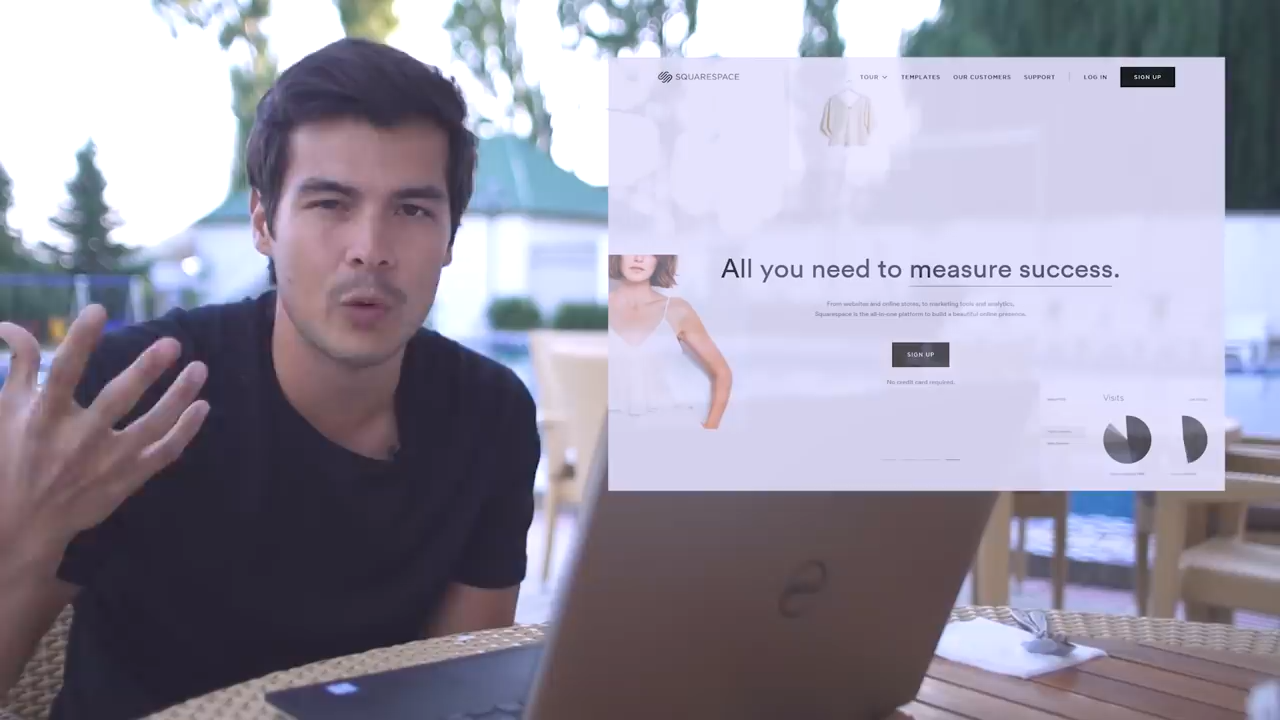 SQUARESPACE
TOUR TEMPLATES OUR CUSTOMERS SUPPORT LOG IN SIGN UP
All you need to measure success.
From websites and online stores, to marketing tools and analytics,
Squarespace is the all-in-one platform to build a beautiful online presence.
SIGN UP
No credit card required.
Visits